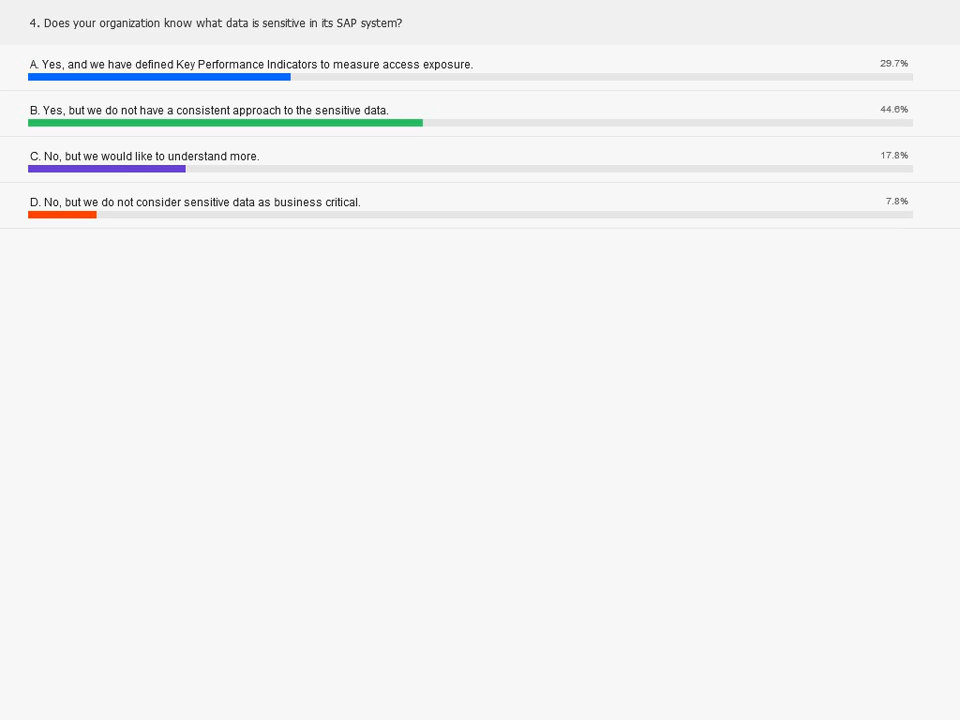 4. Does your organization know what data is sensitive in its SAP system?
A. Yes, and we have defined Key Performance Indicators to measure access exposure.
29.7%
B. Yes, but we do not have a consistent approach to the sensitive data.
44.6%
C. No, but we would like to understand more.
17.8%
D. No, but we do not consider sensitive data as business critical.
7.8%